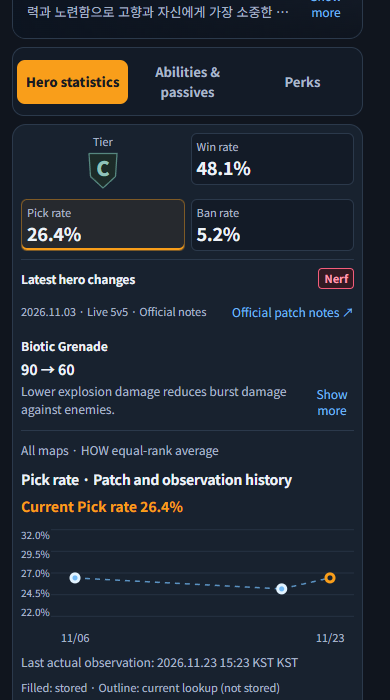 력과 노련함으로 고향과 자신에게 가장 소중한 …
more
Hero statistics
Abilities &
passives
Perks
Tier
C
Win rate
48.1%
Pick rate
26.4%
Ban rate
5.2%
Latest hero changes
Nerf
2026.11.03 · Live 5v5 · Official notes
Official patch notes ↗
Biotic Grenade
90 → 60
Lower explosion damage reduces burst damage
against enemies.
Show
more
All maps · HOW equal-rank average
Pick rate · Patch and observation history
Current Pick rate 26.4%
32.0%
29.5%
27.0%
24.5%
22.0%
11/06
11/23
Last actual observation: 2026.11.23 15:23 KST KST
Filled: stored · Outline: current lookup (not stored)